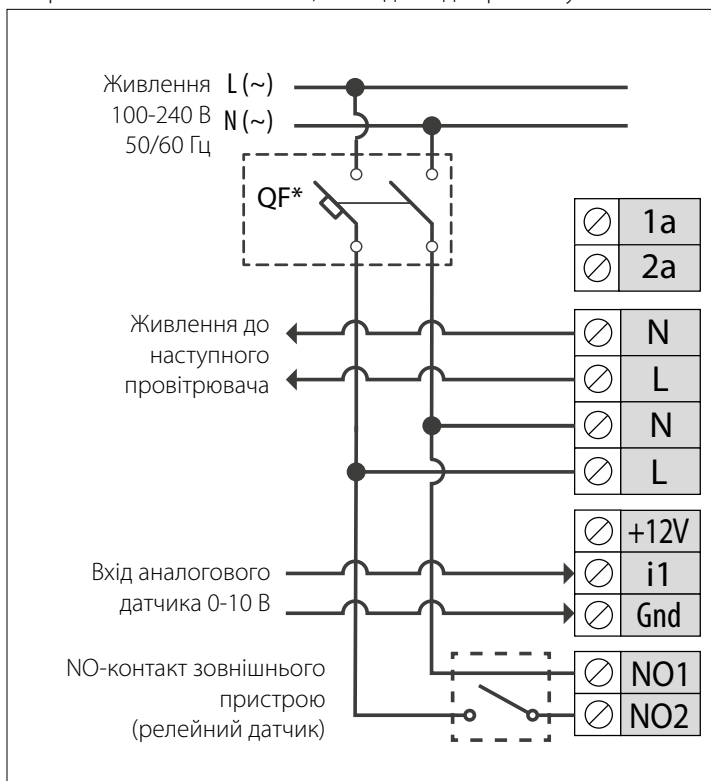 Живлення L (~)
100-240 В N (~)
50/60 Гц
QF*
1a
2a
Живлення до
наступного
провітрювача
N
L
N
L
+12V
Вхід аналогового
датчика 0-10 В
i1
Gnd
NO-контакт зовнішнього
пристрою
(релейний датчик)
NO1
NO2